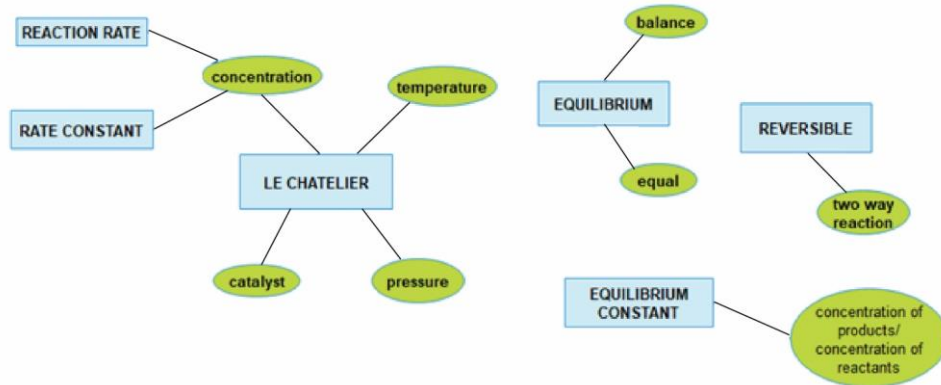 REACTION RATE
concentration
RATE CONSTANT
temperature
LE CHATELIER
catalyst
pressure
balance
EQUILIBRIUM
equal
REVERSIBLE
two way
reaction
EQUILIBRIUM
CONSTANT
concentration of
products/
concentration of
reactants